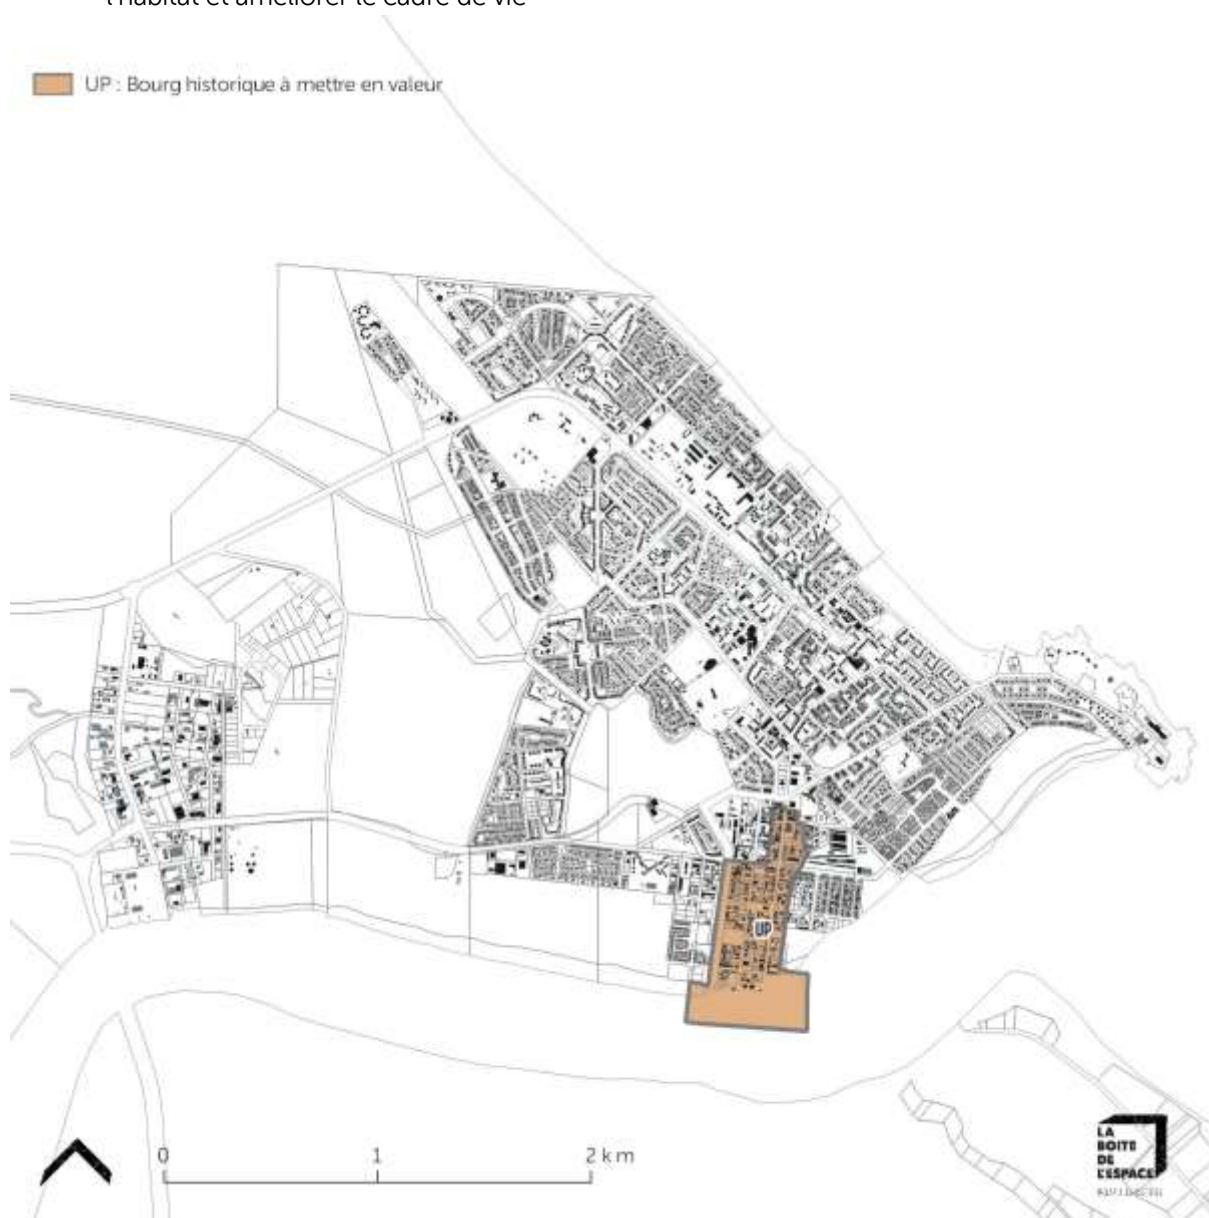 l'habitat et améliorer le cadre de vie
UP : Bourg historique à mettre en valeur
UP
0 1 2 km
LA
BOITE
DE
L'ESPACE